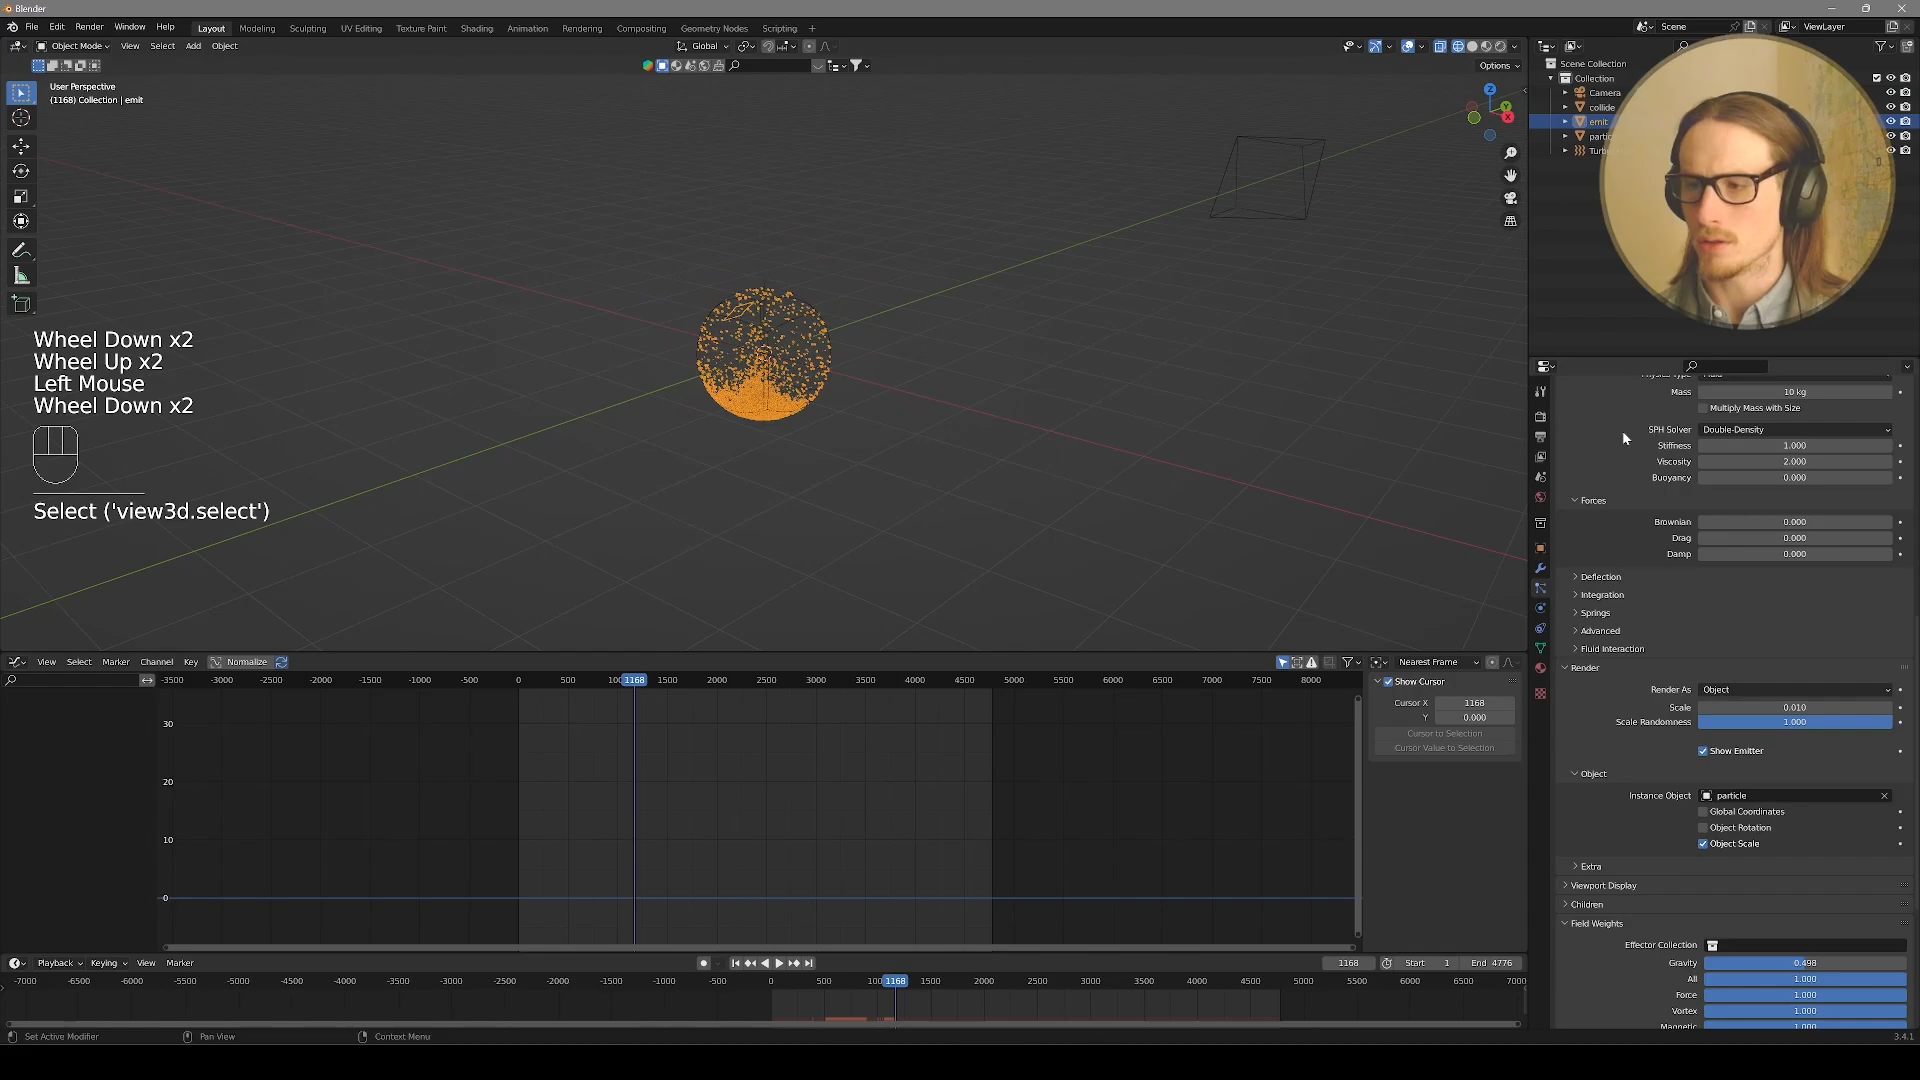 Blender
File Edit Render Window Help
Layout Modeling Sculpting UV Editing Texture Paint Shading Animation Rendering Compositing Geometry Nodes Scripting +
Scene
ViewLayer
Object Mode View Select Add Object
Global
Options
User Perspective
(1168) Collection | emit
Z
Y
X
Scene Collection
Collection
Camera
collide
emit
Wheel Down x2
Wheel Up x2
Left Mouse
Wheel Down x2
Select ('view3d.select')
Mass 10 kg
Multiply Mass with Size
SPH Solver Double-Density
Stiffness 1.000
Viscosity 2.000
Buoyancy 0.000
Forces
Brownian 0.000
Drag 0.000
Damp 0.000
Deflection
Integration
Springs
Advanced
Fluid Interaction
Render
Render As Object
Scale 0.010
Scale Randomness 1.000
Show Emitter
Object
Instance Object particle
Global Coordinates
Object Rotation
Object Scale
Extra
Viewport Display
Children
Field Weights
Effector Collection
Gravity 0.498
All 1.000
Force 1.000
Vortex 1.000
Magnetic 1.000
View Select Marker Channel Key Normalize
Nearest Frame
-3500 -3000 -2500 -2000 -1500 -1000 -500 0 500 1168 1500 2000 2500 3000 3500 4000 4500 5000 5500 6000 6500 7000 7500 8000
30
20
10
0
Show Cursor
Cursor X 1168
Y 0.000
Cursor to Selection
Cursor Value to Selection
Playback Keying View Marker
1168 Start 1 End 4776
-7000 -6500 -6000 -5500 -5000 -4500 -4000 -3500 -3000 -2500 -2000 -1500 -1000 -500 0 500 1168 1500 2000 2500 3000 3500 4000 4500 5000 5500 6000 6500 7000
Set Active Modifier Pan View Context Menu
3.4.1